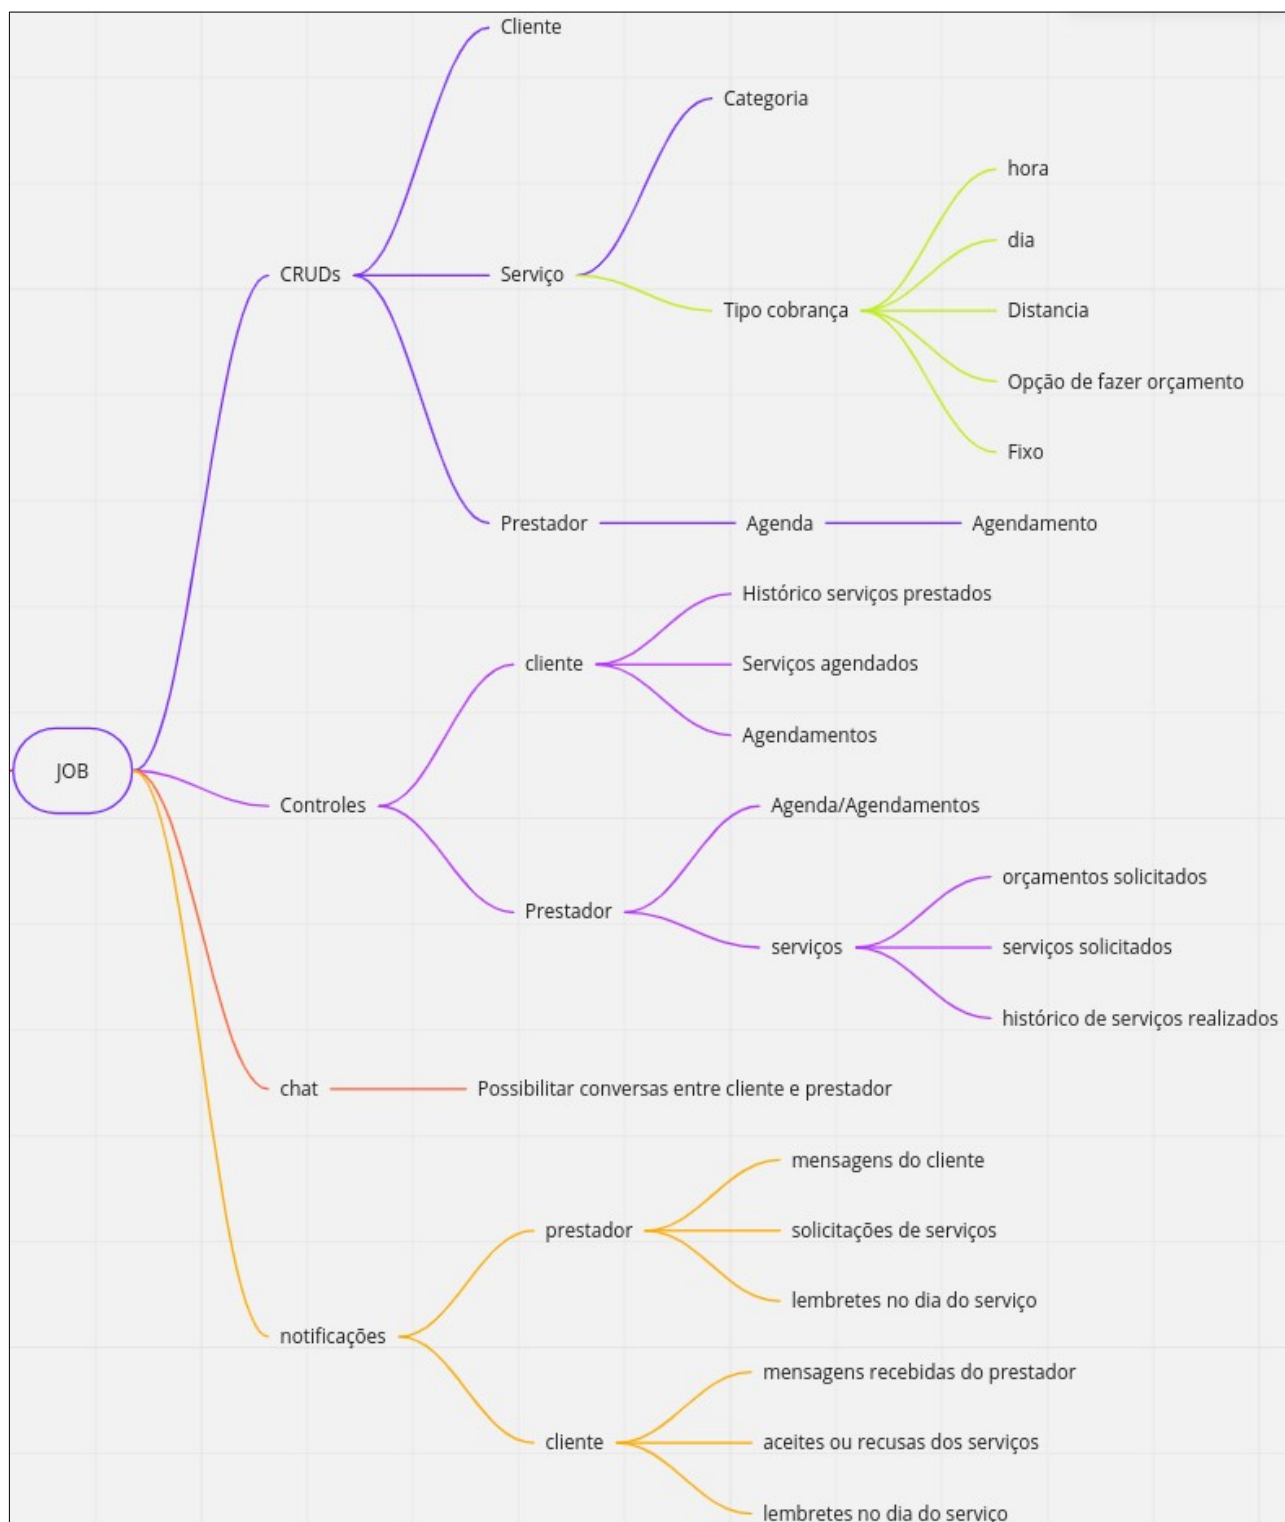 Cliente
Categoria
hora
dia
CRUDs
Serviço
Tipo cobrança
Distancia
Opção de fazer orçamento
Fixo
Prestador
Agenda
Agendamento
Histórico serviços prestados
cliente
Serviços agendados
Agendamentos
JOB
Controles
Agenda/Agendamentos
orçamentos solicitados
Prestador
serviços
serviços solicitados
histórico de serviços realizados
chat
Possibilitar conversas entre cliente e prestador
mensagens do cliente
prestador
solicitações de serviços
lembretes no dia do serviço
notificações
mensagens recebidas do prestador
cliente
aceites ou recusas dos serviços
lembretes no dia do serviço